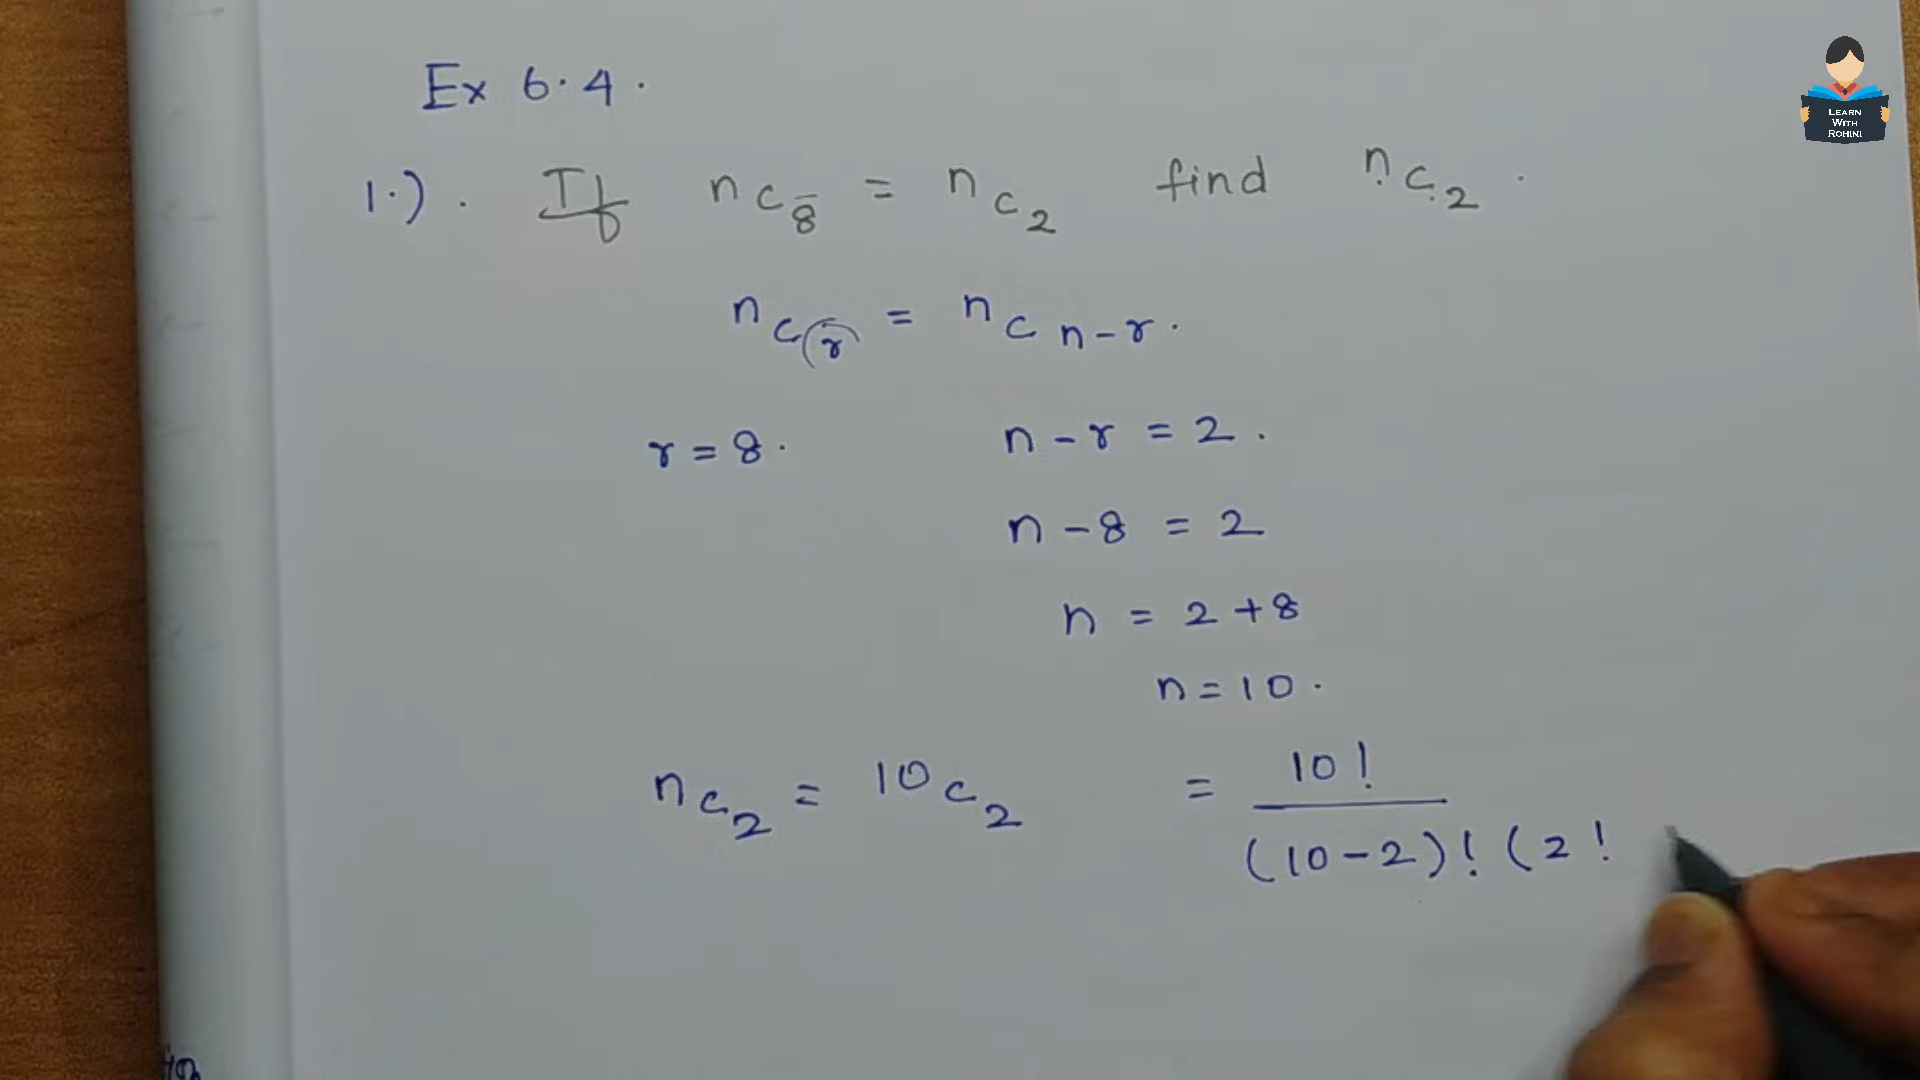 Ex 6.4.
LEARN
WITH
ROHINI
1.). If nC8 = nC2 find nC2.
nCr = nCn-r.
r=8. n-r = 2.
n-8 = 2
n = 2+8
n=10.
nC2 = 10C2 = 10! / (10-2)! (2!